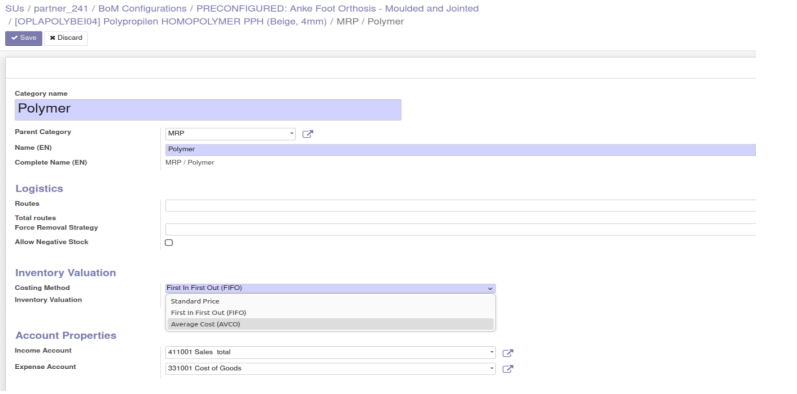 SUs / partner_241 / BoM Configurations / PRECONFIGURED: Anke Foot Orthosis - Moulded and Jointed
/ [OPLAPOLYBEI04] Polypropilen HOMOPOLYMER PPH (Beige, 4mm) / MRP / Polymer
Save Discard
Category name
Polymer
Parent Category MRP
Name (EN) Polymer
Complete Name (EN) MRP / Polymer
Logistics
Routes
Total routes
Force Removal Strategy
Allow Negative Stock
Inventory Valuation
Costing Method First In First Out (FIFO)
Inventory Valuation Standard Price
First In First Out (FIFO)
Average Cost (AVCO)
Account Properties
Income Account 411001 Sales total
Expense Account 331001 Cost of Goods